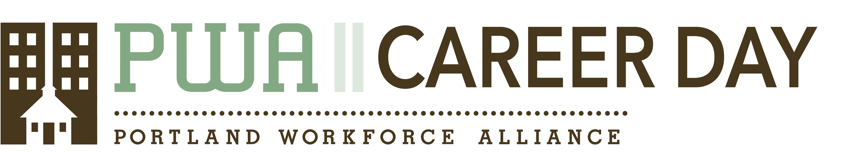 PWA || CAREER DAY
PORTLAND WORKFORCE ALLIANCE